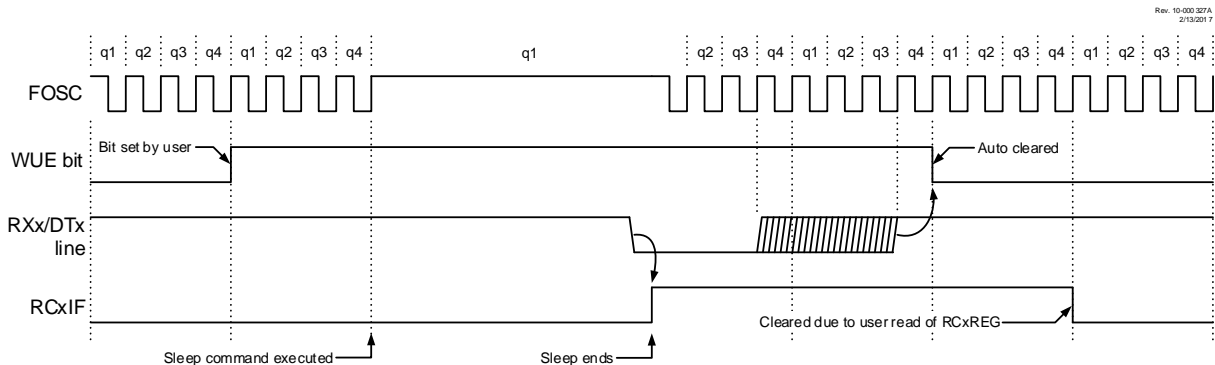 Rev. 10-000327A
2/13/2017
q1 q2 q3 q4 q1 q2 q3 q4 q1 q2 q3 q4 q1 q2 q3 q4 q1 q2 q3 q4 q1 q2 q3 q4
FOSC
Bit set by user
Auto cleared
WUE bit
RXx/DTx
line
RCxIF
Cleared due to user read of RCxREG
Sleep command executed
Sleep ends